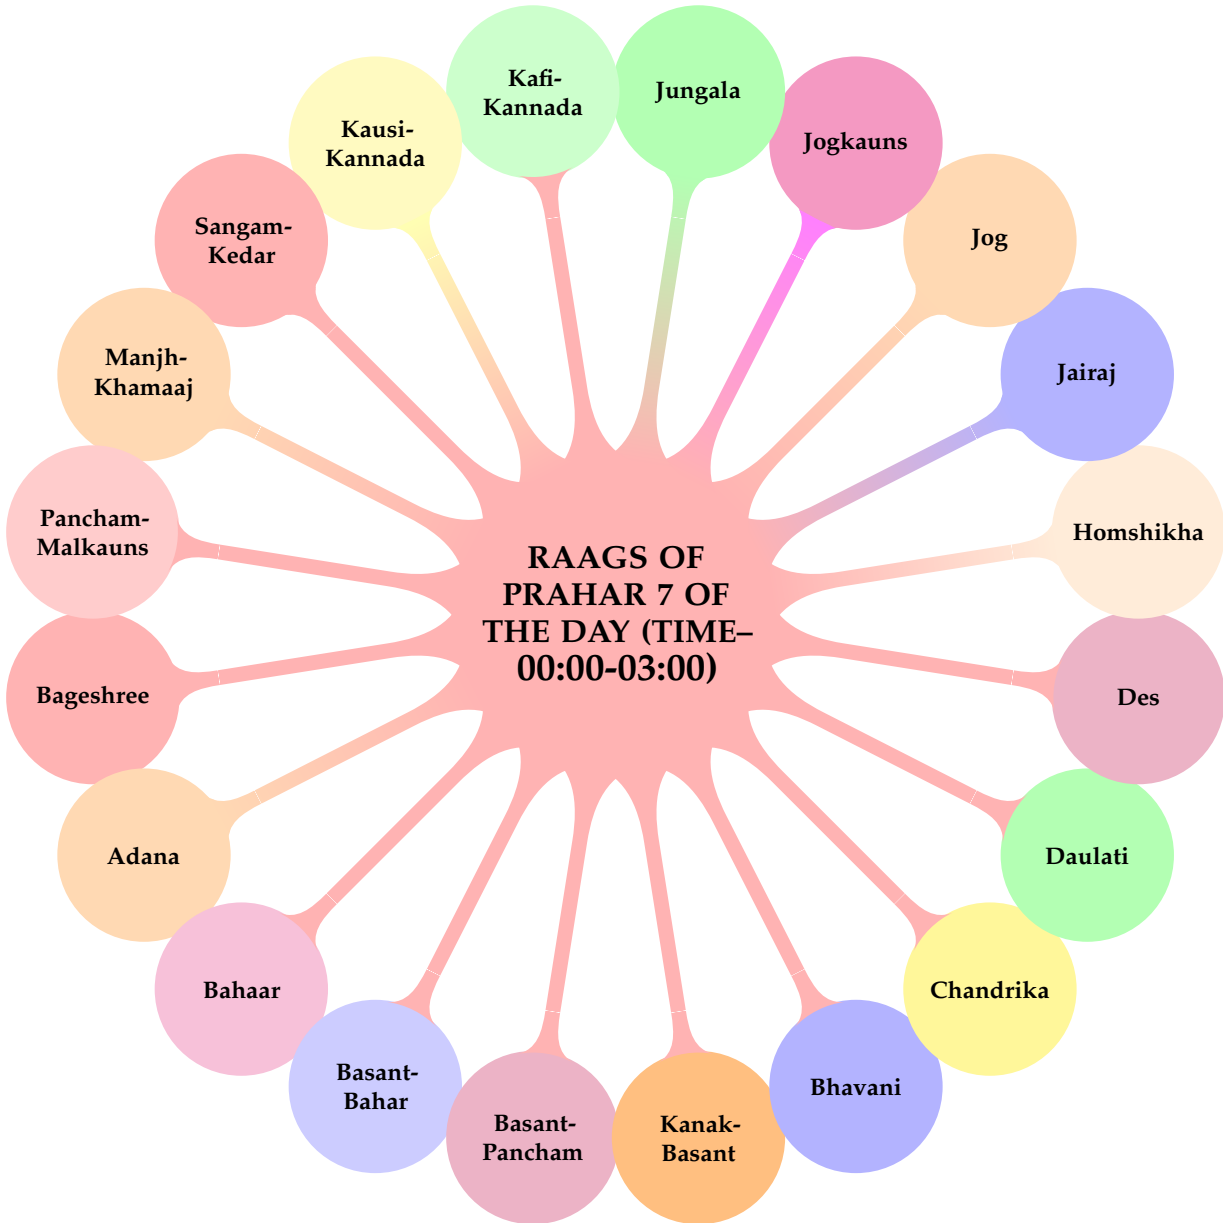 Kafi-
Kannada
Jungala
Jogkauns
Jog
Jairaj
Homshikha
Des
Daulati
Chandrika
Bhavani
Kanak-
Basant
Basant-
Pancham
Basant-
Bahar
Bahaar
Adana
Bageshree
Pancham-
Malkauns
Manjh-
Khamaaj
Sangam-
Kedar
Kausi-
Kannada
RAAGS OF
PRAHAR 7 OF
THE DAY (TIME–
00:00-03:00)